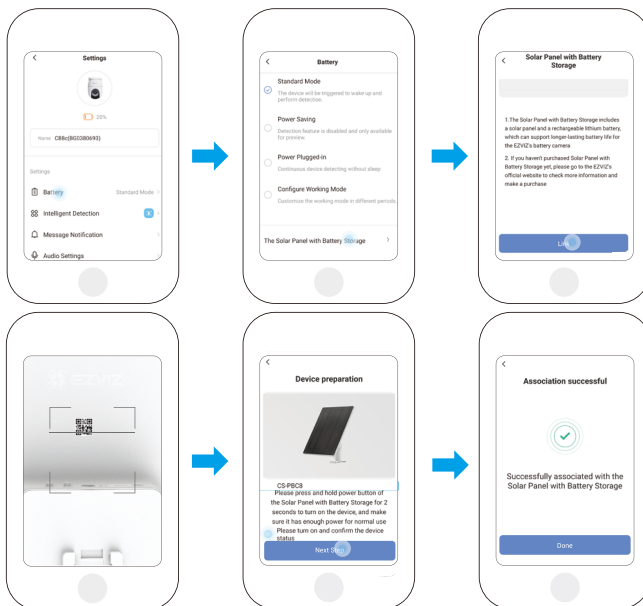 Settings
20%
Name CB8c(BG0380693)
Settings
Battery Standard Mode
Intelligent Detection
Message Notification
Audio Settings
Battery
Standard Mode
The device will be triggered to wake up and
perform detection.
Power Saving
Detection feature is disabled and only available
for preview.
Power Plugged-in
Continuous device detecting without sleep
Configure Working Mode
Customize the working mode in different periods.
The Solar Panel with Battery Storage
Solar Panel with Battery
Storage
1.The Solar Panel with Battery Storage includes
a solar panel and a rechargeable lithium battery,
which can support longer-lasting battery life for
the EZVIZ's battery camera
2. If you haven't purchased Solar Panel with
Battery Storage yet, please go to the EZVIZ's
official website to check more information and
make a purchase
Link
EZVIZ
Device preparation
CS-PBC8
Please press and hold power button of
the Solar Panel with Battery Storage for 2
seconds to turn on the device, and make
sure it has enough power for normal use
Please turn on and confirm the device
status
Next Step
Association successful
Successfully associated with the
Solar Panel with Battery Storage
Done